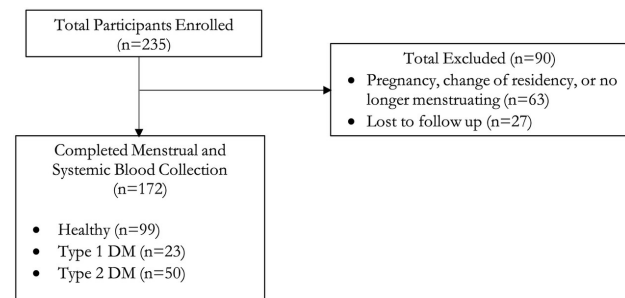 Total Participants Enrolled
(n=235)
Total Excluded (n=90)
• Pregnancy, change of residency, or no
longer menstruating (n=63)
• Lost to follow up (n=27)
Completed Menstrual and
Systemic Blood Collection
(n=172)
• Healthy (n=99)
• Type 1 DM (n=23)
• Type 2 DM (n=50)